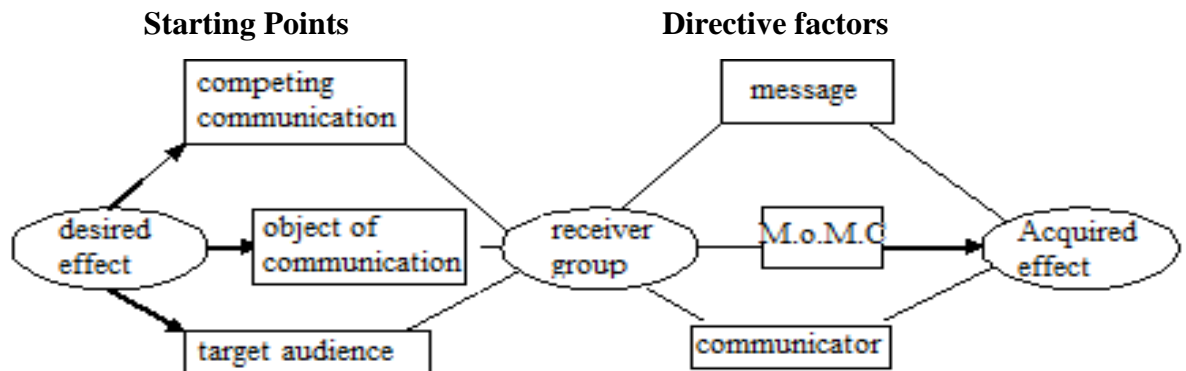 Starting Points
Directive factors
competing
communication
message
desired
effect
object of
communication
receiver
group
M.o.M.C
Acquired
effect
target audience
communicator